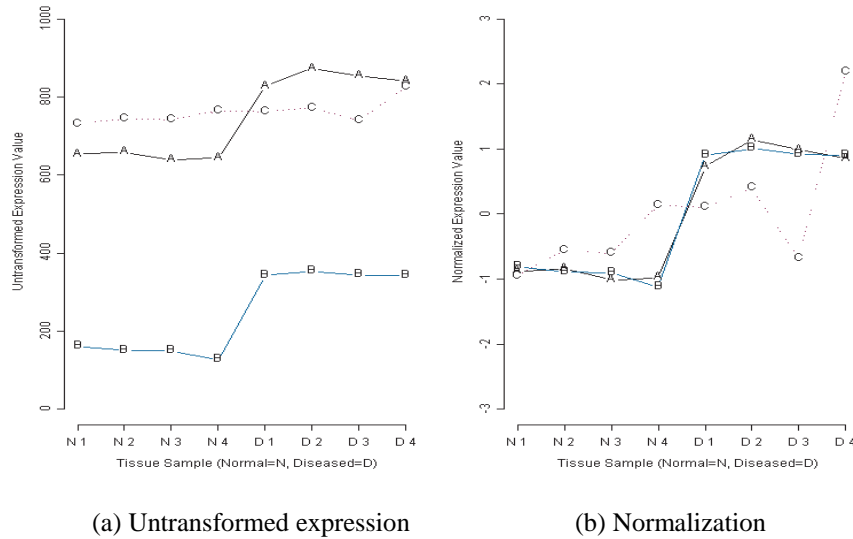 1000
800
600
400
200
0
Untransformed Expression Value
A A A A A A A A
C C C C C C C C
B B B B B B B B
N 1 N 2 N 3 N 4 D 1 D 2 D 3 D 4
Tissue Sample (Normal=N, Diseased=D)
(a) Untransformed expression
3
2
1
0
-1
-2
-3
Normalized Expression Value
A A A A A A A A
B B B B B B B B
C C C C C C C C
N 1 N 2 N 3 N 4 D 1 D 2 D 3 D 4
Tissue Sample (Normal=N, Diseased=D)
(b) Normalization